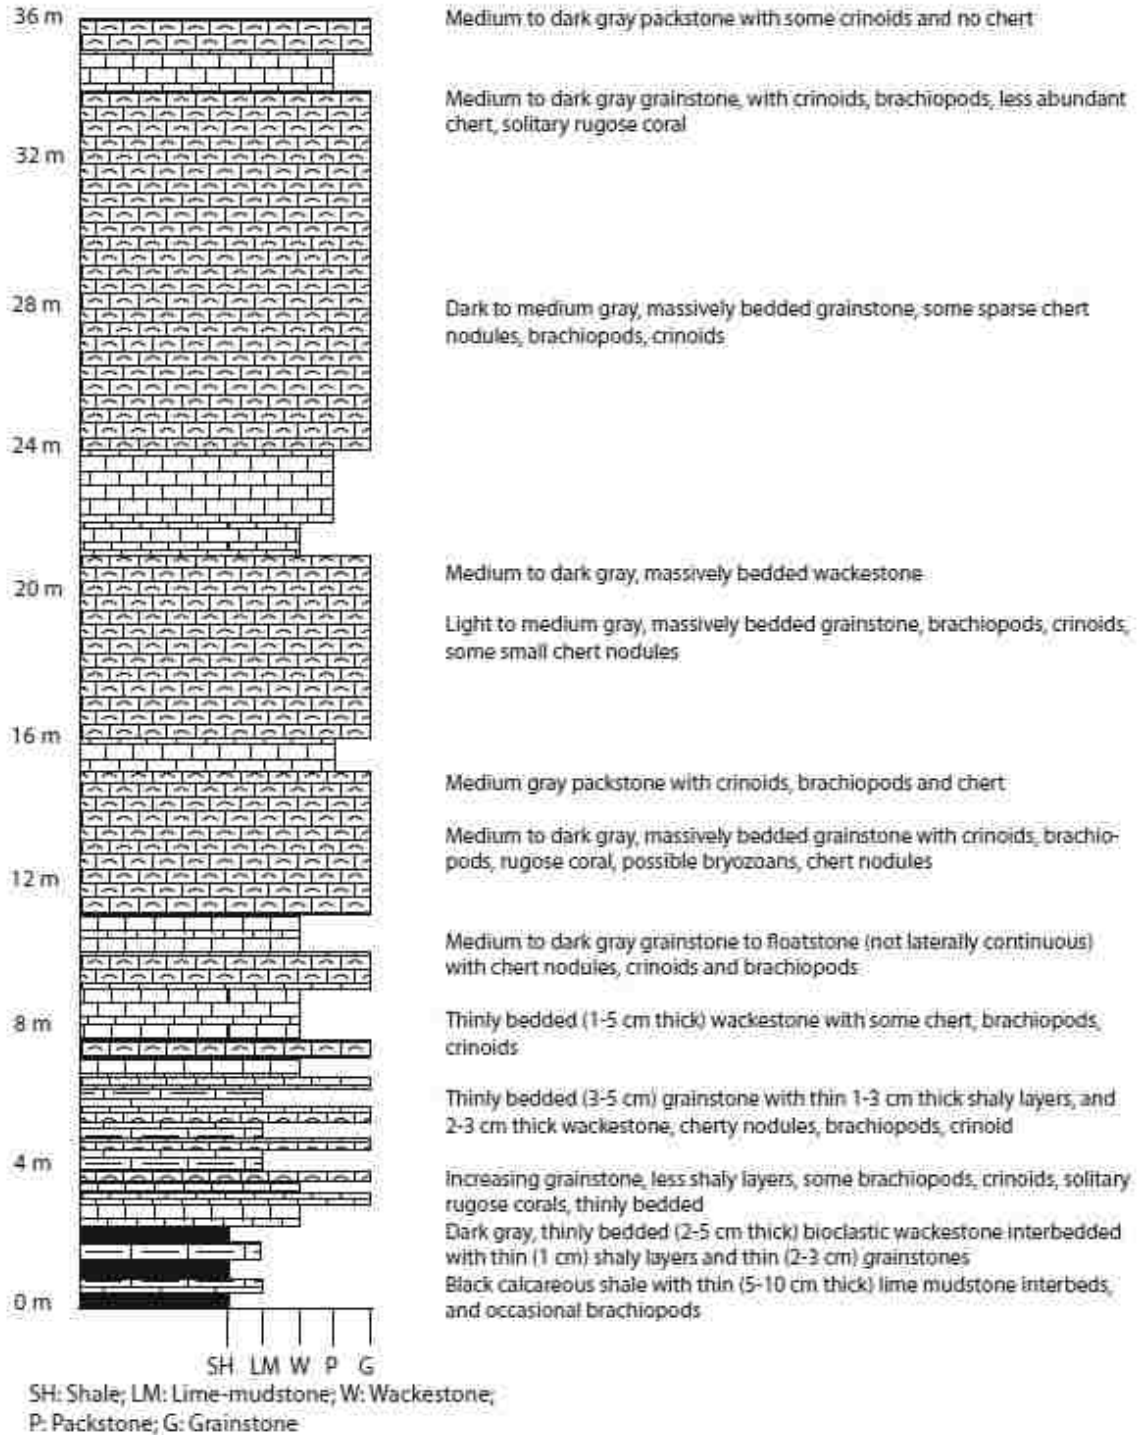 36 m
Medium to dark gray packstone with some crinoids and no chert
Medium to dark gray grainstone, with crinoids, brachiopods, less abundant
chert, solitary rugose coral
32 m
28 m
Dark to medium gray, massively bedded grainstone, some sparse chert
nodules, brachiopods, crinoids
24 m
20 m
Medium to dark gray, massively bedded wackestone
Light to medium gray, massively bedded grainstone, brachiopods, crinoids,
some small chert nodules
16 m
Medium gray packstone with crinoids, brachiopods and chert
Medium to dark gray, massively bedded grainstone with crinoids, brachio-
pods, rugose coral, possible bryozoans, chert nodules
12 m
Medium to dark gray grainstone to floatstone (not laterally continuous)
with chert nodules, crinoids and brachiopods
8 m
Thinly bedded (1-5 cm thick) wackestone with some chert, brachiopods,
crinoids
Thinly bedded (3-5 cm) grainstone with thin 1-3 cm thick shaly layers, and
2-3 cm thick wackestone, cherty nodules, brachiopods, crinoid
4 m
Increasing grainstone, less shaly layers, some brachiopods, crinoids, solitary
rugose corals, thinly bedded
Dark gray, thinly bedded (2-5 cm thick) bioclastic wackestone interbedded
with thin (1 cm) shaly layers and thin (2-3 cm) grainstones
Black calcareous shale with thin (5-10 cm thick) lime mudstone interbeds,
and occasional brachiopods
0 m
SH LM W P G
SH: Shale; LM: Lime-mudstone; W: Wackestone;
P: Packstone; G: Grainstone